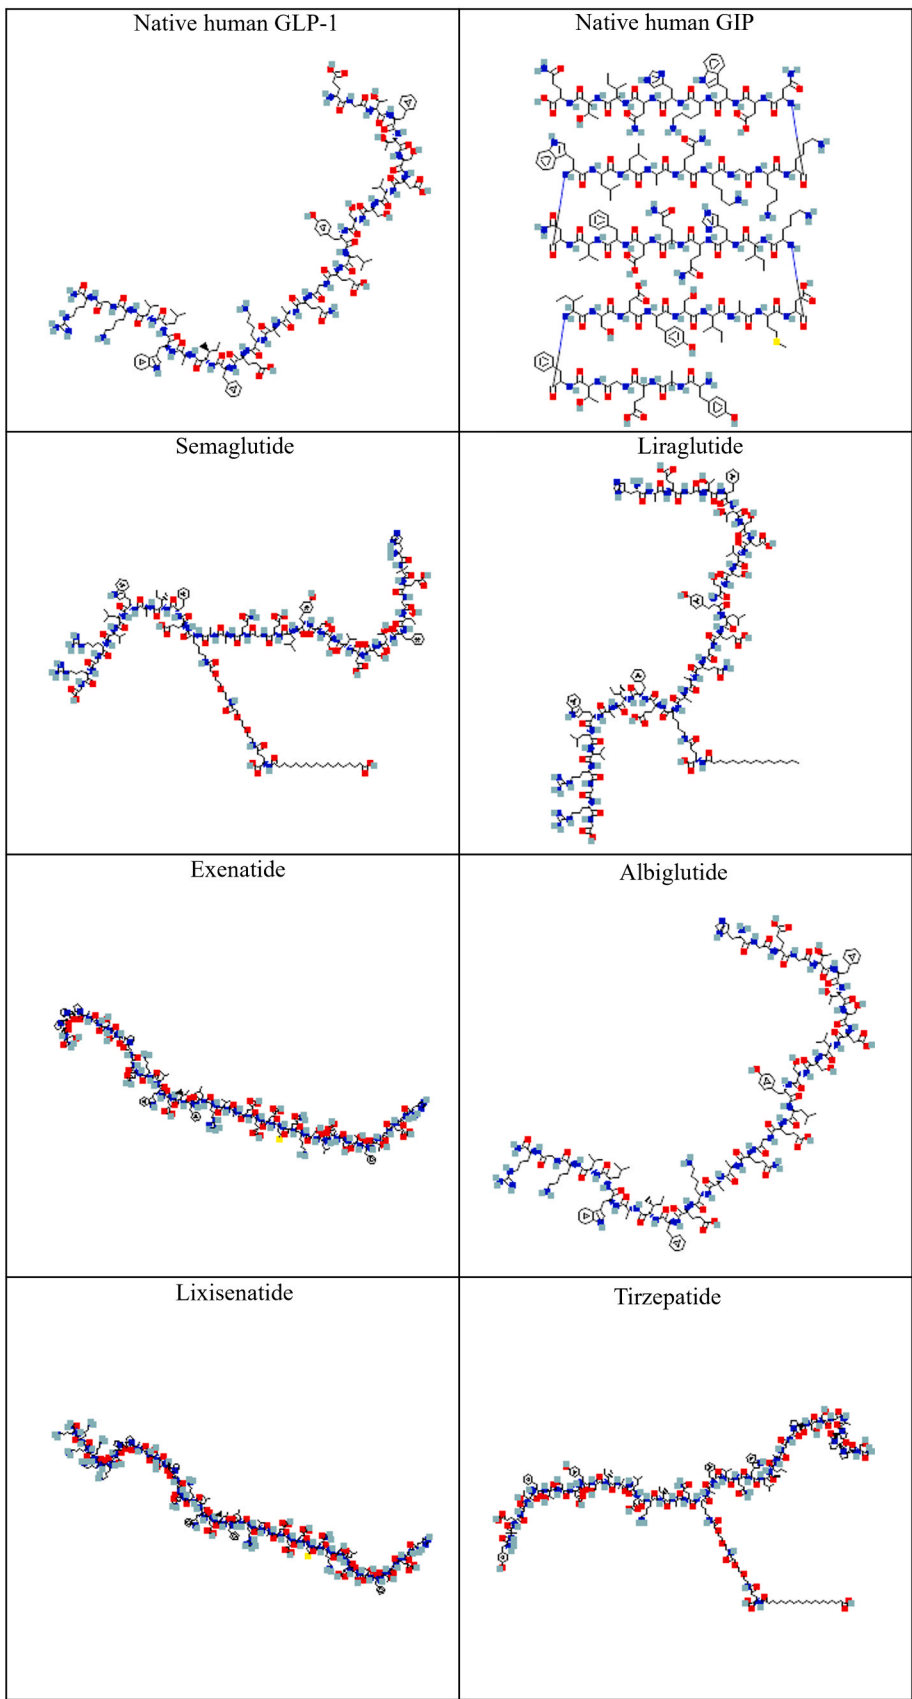 Native human GLP-1
Native human GIP
Semaglutide
Liraglutide
Exenatide
Albiglutide
Lixisenatide
Tirzepatide